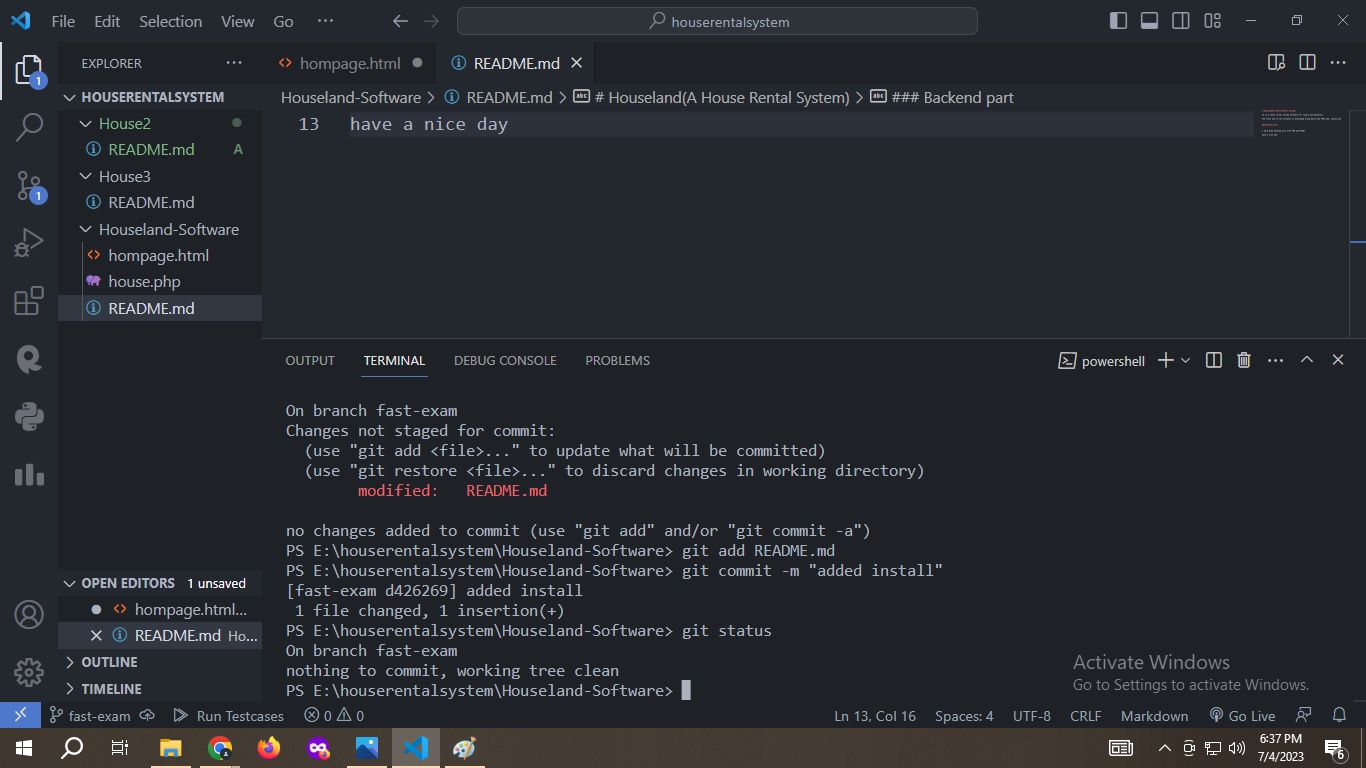 File Edit Selection View Go ···
houserentalsystem
EXPLORER ···
hompage.html
README.md
HOUSERENTALSYSTEM
House2
README.md A
House3
README.md
Houseland-Software
hompage.html
house.php
README.md
1
1
Houseland-Software > README.md > # Houseland(A House Rental System) > ### Backend part
13 have a nice day
OUTPUT TERMINAL DEBUG CONSOLE PROBLEMS
powershell
On branch fast-exam
Changes not staged for commit:
(use "git add <file>..." to update what will be committed)
(use "git restore <file>..." to discard changes in working directory)
modified: README.md
no changes added to commit (use "git add" and/or "git commit -a")
PS E:\houserentalsystem\Houseland-Software> git add README.md
PS E:\houserentalsystem\Houseland-Software> git commit -m "added install"
[fast-exam d426269] added install
1 file changed, 1 insertion(+)
PS E:\houserentalsystem\Houseland-Software> git status
On branch fast-exam
nothing to commit, working tree clean
PS E:\houserentalsystem\Houseland-Software>
OPEN EDITORS 1 unsaved
hompage.html...
README.md Ho...
OUTLINE
TIMELINE
Activate Windows
Go to Settings to activate Windows.
fast-exam Run Testcases 0 0
Ln 13, Col 16 Spaces: 4 UTF-8 CRLF Markdown Go Live
6:37 PM
7/4/2023
6